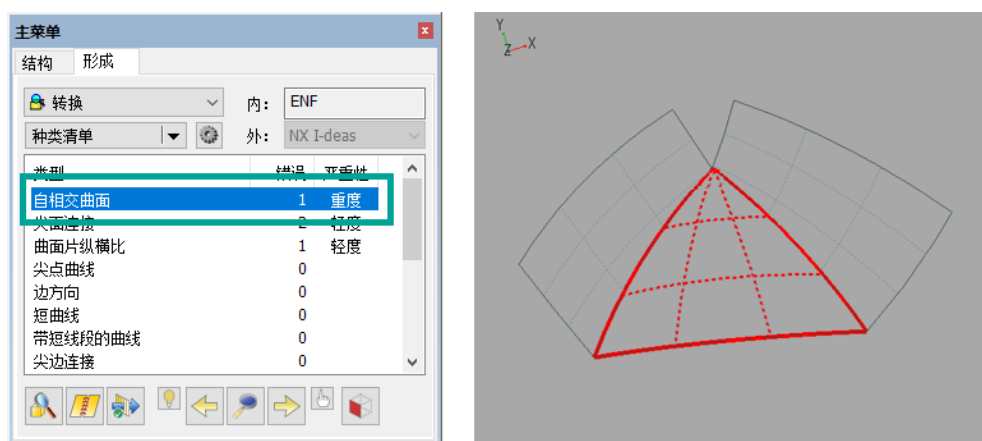 主菜单
结构 形成
转换 内: ENF
种类清单 外: NX I-deas
类型 错误 严重性
自相交曲面 1 重度
尖面连接 2 轻度
曲面片纵横比 1 轻度
尖点曲线 0
边方向 0
短曲线 0
带短线段的曲线 0
尖边连接 0
Y
Z X